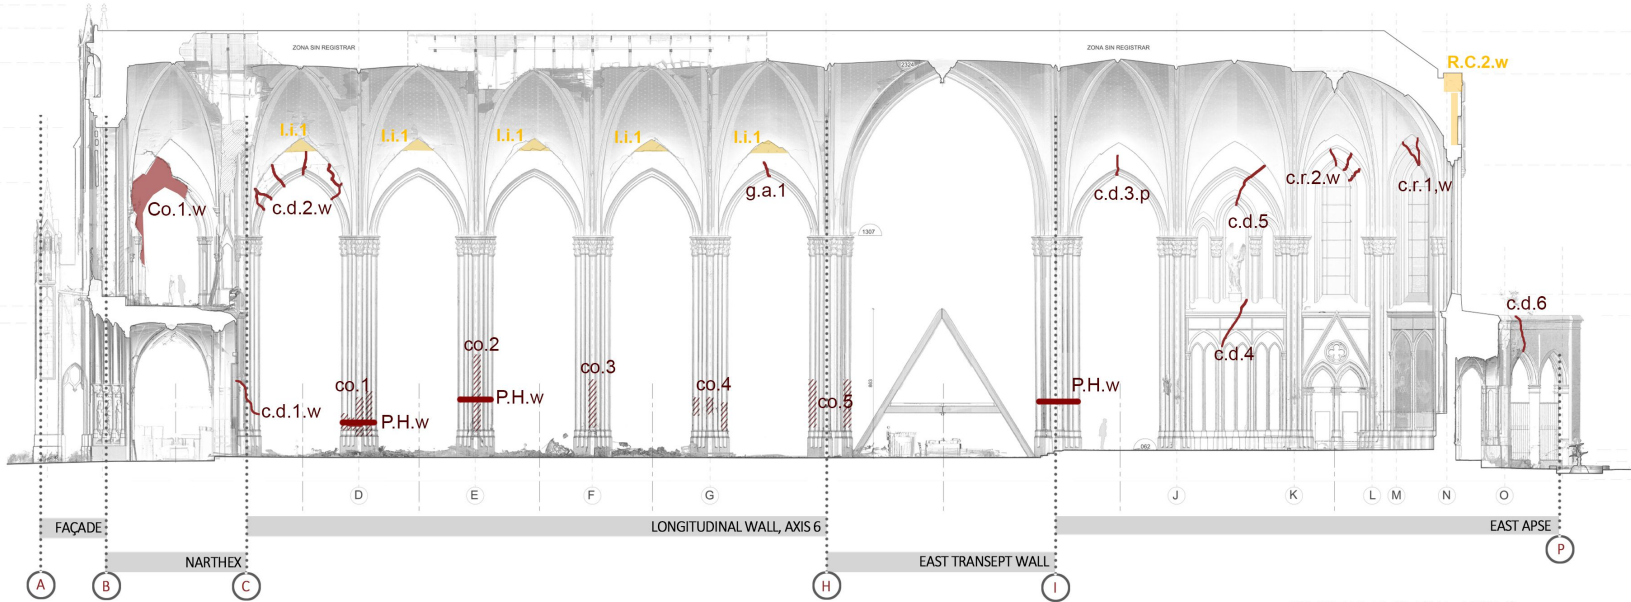 ZONA SIN REGISTRAR
ZONA SIN REGISTRAR
R.C.2.w
I.i.1
I.i.1
I.i.1
I.i.1
I.i.1
Co.1.w
c.d.2.w
g.a.1
c.d.3.p
c.d.5
c.r.2.w
c.r.1,w
1307
c.d.6
co.2
c.d.4
co.3
co.1
co.4
P.H.w
P.H.w
co.5
c.d.1.w
P.H.w
062
D
E
F
G
J
K
L
M
N
O
FAÇADE
LONGITUDINAL WALL, AXIS 6
EAST APSE
NARTHEX
EAST TRANSEPT WALL
A
B
C
H
I
P